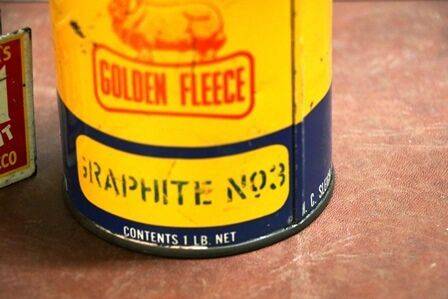 GOLDEN FLEECE
GRAPHITE No3
CONTENTS 1 LB. NET
H. C.